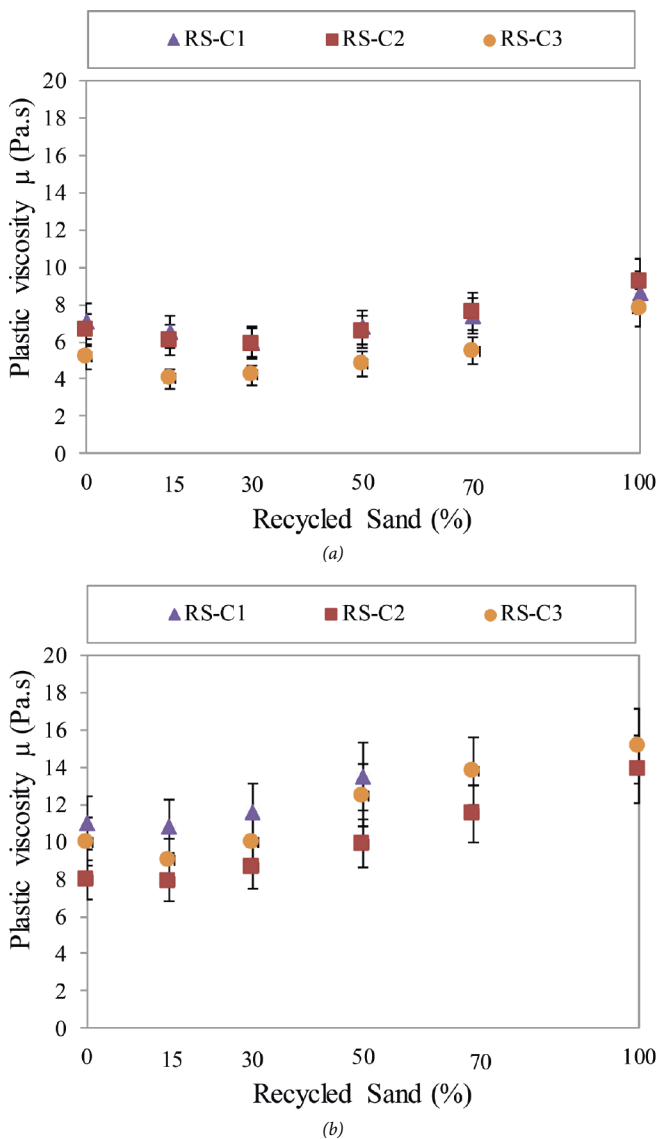 RS-C1 RS-C2 RS-C3
Plastic viscosity μ (Pa.s)
20
18
16
14
12
10
8
6
4
2
0
0 15 30 50 70 100
Recycled Sand (%)
(a)
RS-C1 RS-C2 RS-C3
Plastic viscosity μ (Pa.s)
20
18
16
14
12
10
8
6
4
2
0
0 15 30 50 70 100
Recycled Sand (%)
(b)